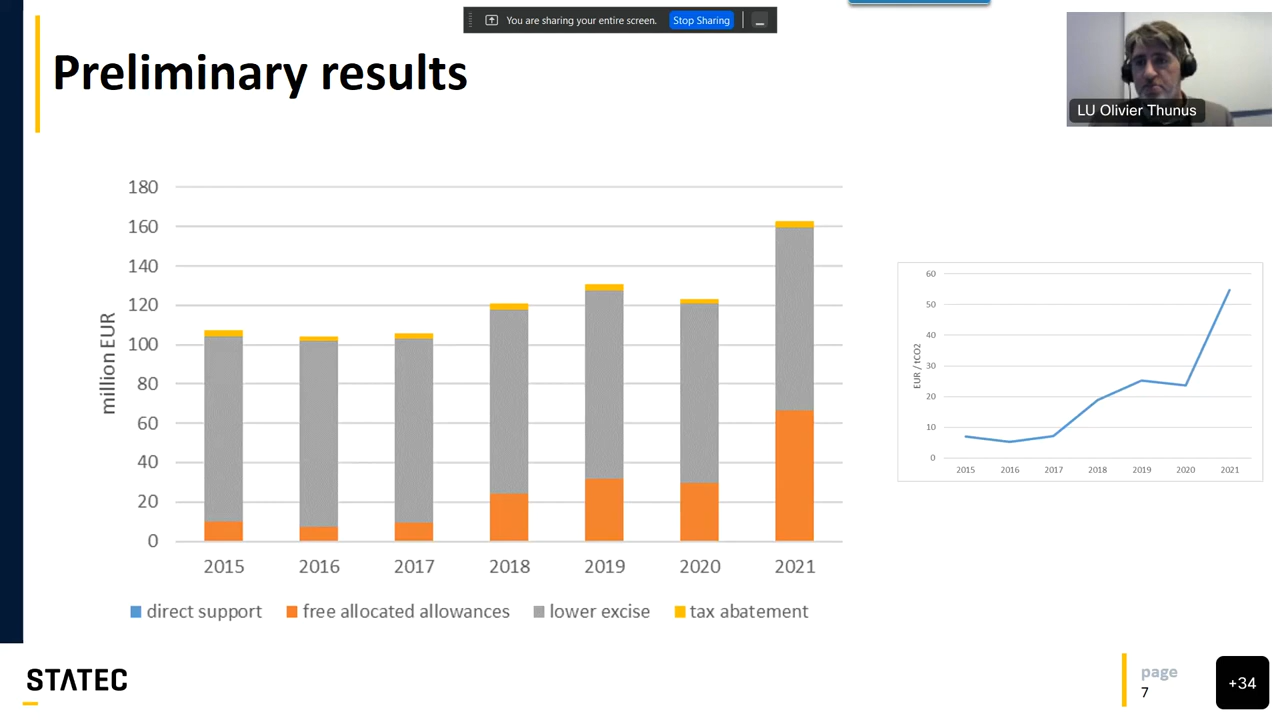 You are sharing your entire screen. Stop Sharing
Preliminary results
LU Olivier Thunus
180
160
140
120
100
80
60
40
20
0
million EUR
2015 2016 2017 2018 2019 2020 2021
direct support free allocated allowances lower excise tax abatement
60
50
40
30
20
10
0
EUR / tCO2
2015 2016 2017 2018 2019 2020 2021
STATEC
page
7
+34